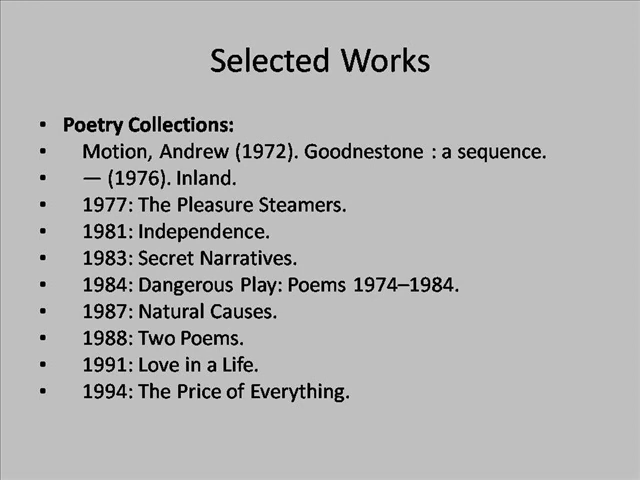 Selected Works
• Poetry Collections:
• Motion, Andrew (1972). Goodnestone : a sequence.
• — (1976). Inland.
• 1977: The Pleasure Steamers.
• 1981: Independence.
• 1983: Secret Narratives.
• 1984: Dangerous Play: Poems 1974–1984.
• 1987: Natural Causes.
• 1988: Two Poems.
• 1991: Love in a Life.
• 1994: The Price of Everything.